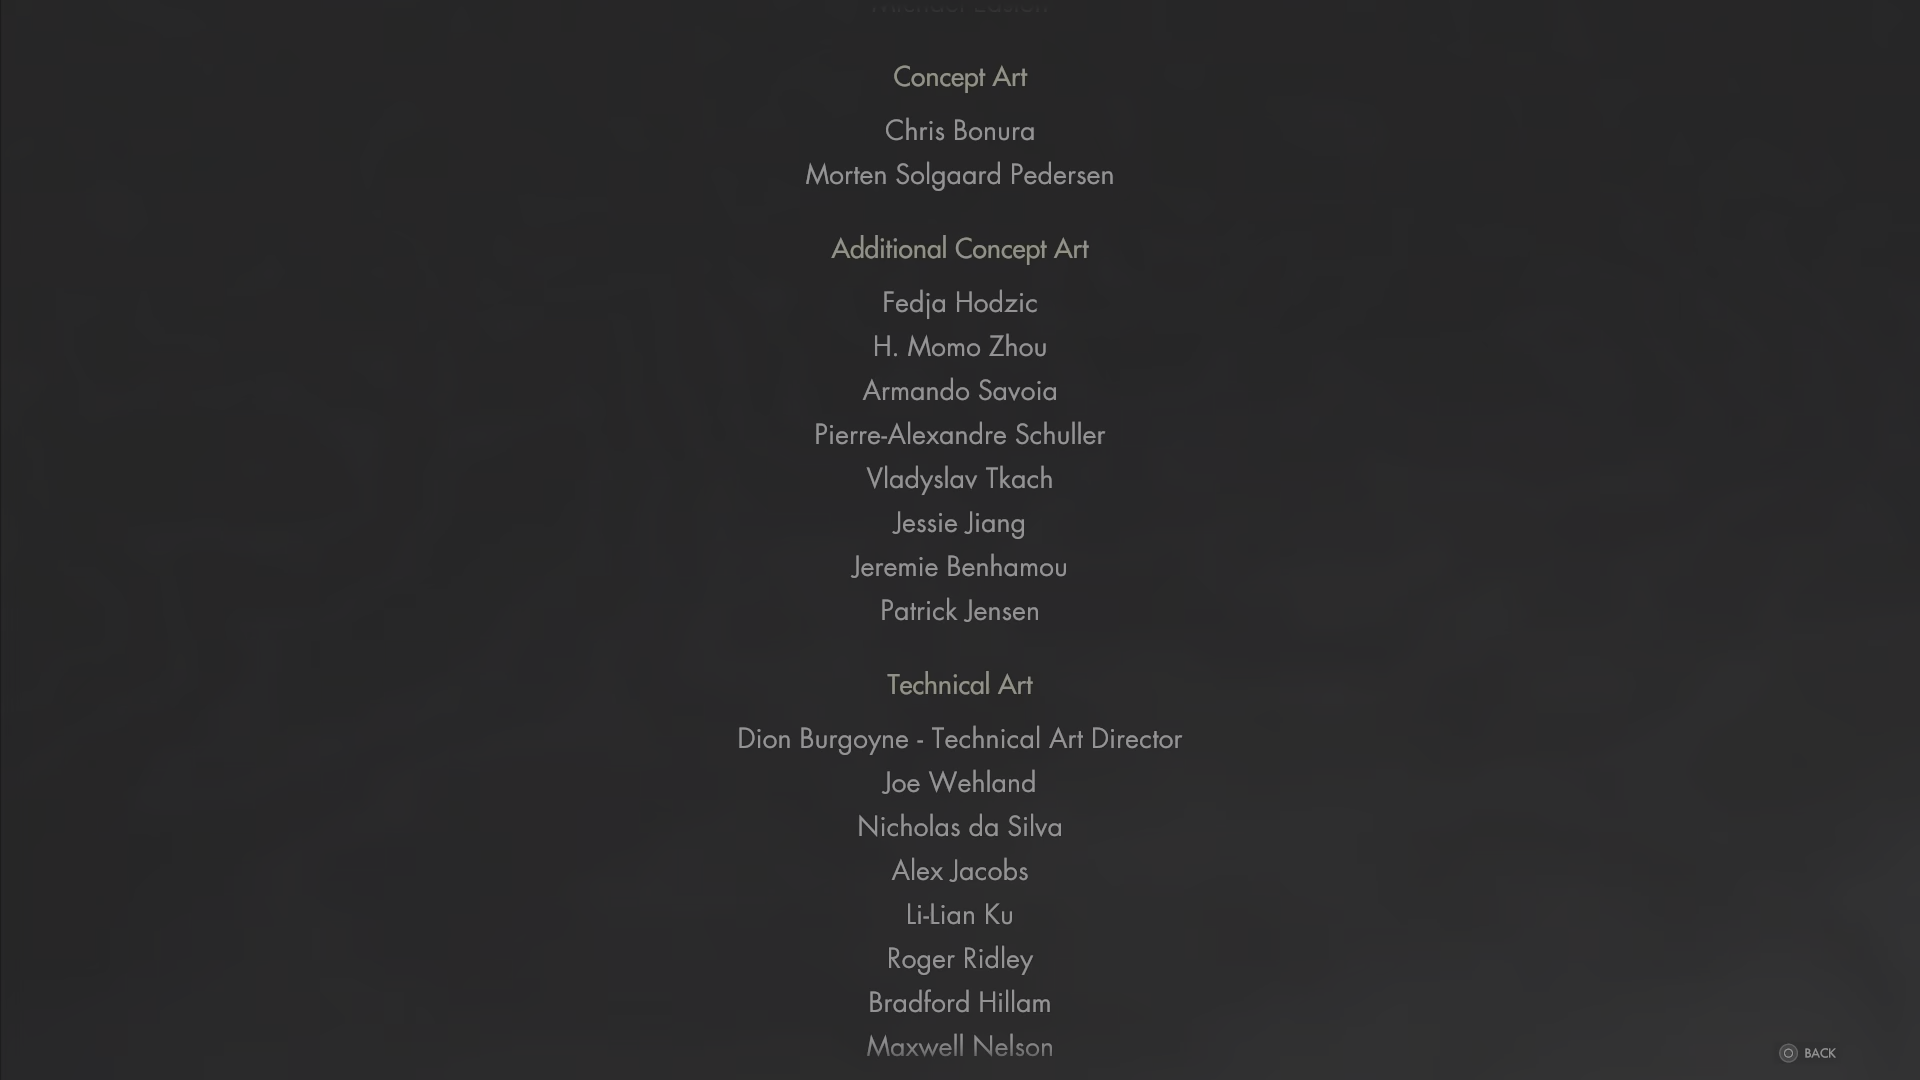 Concept Art
Chris Bonura
Morten Solgaard Pedersen
Additional Concept Art
Fedja Hodzic
H. Momo Zhou
Armando Savoia
Pierre-Alexandre Schuller
Vladyslav Tkach
Jessie Jiang
Jeremie Benhamou
Patrick Jensen
Technical Art
Dion Burgoyne - Technical Art Director
Joe Wehland
Nicholas da Silva
Alex Jacobs
Li-Lian Ku
Roger Ridley
Bradford Hillam
Maxwell Nelson
BACK